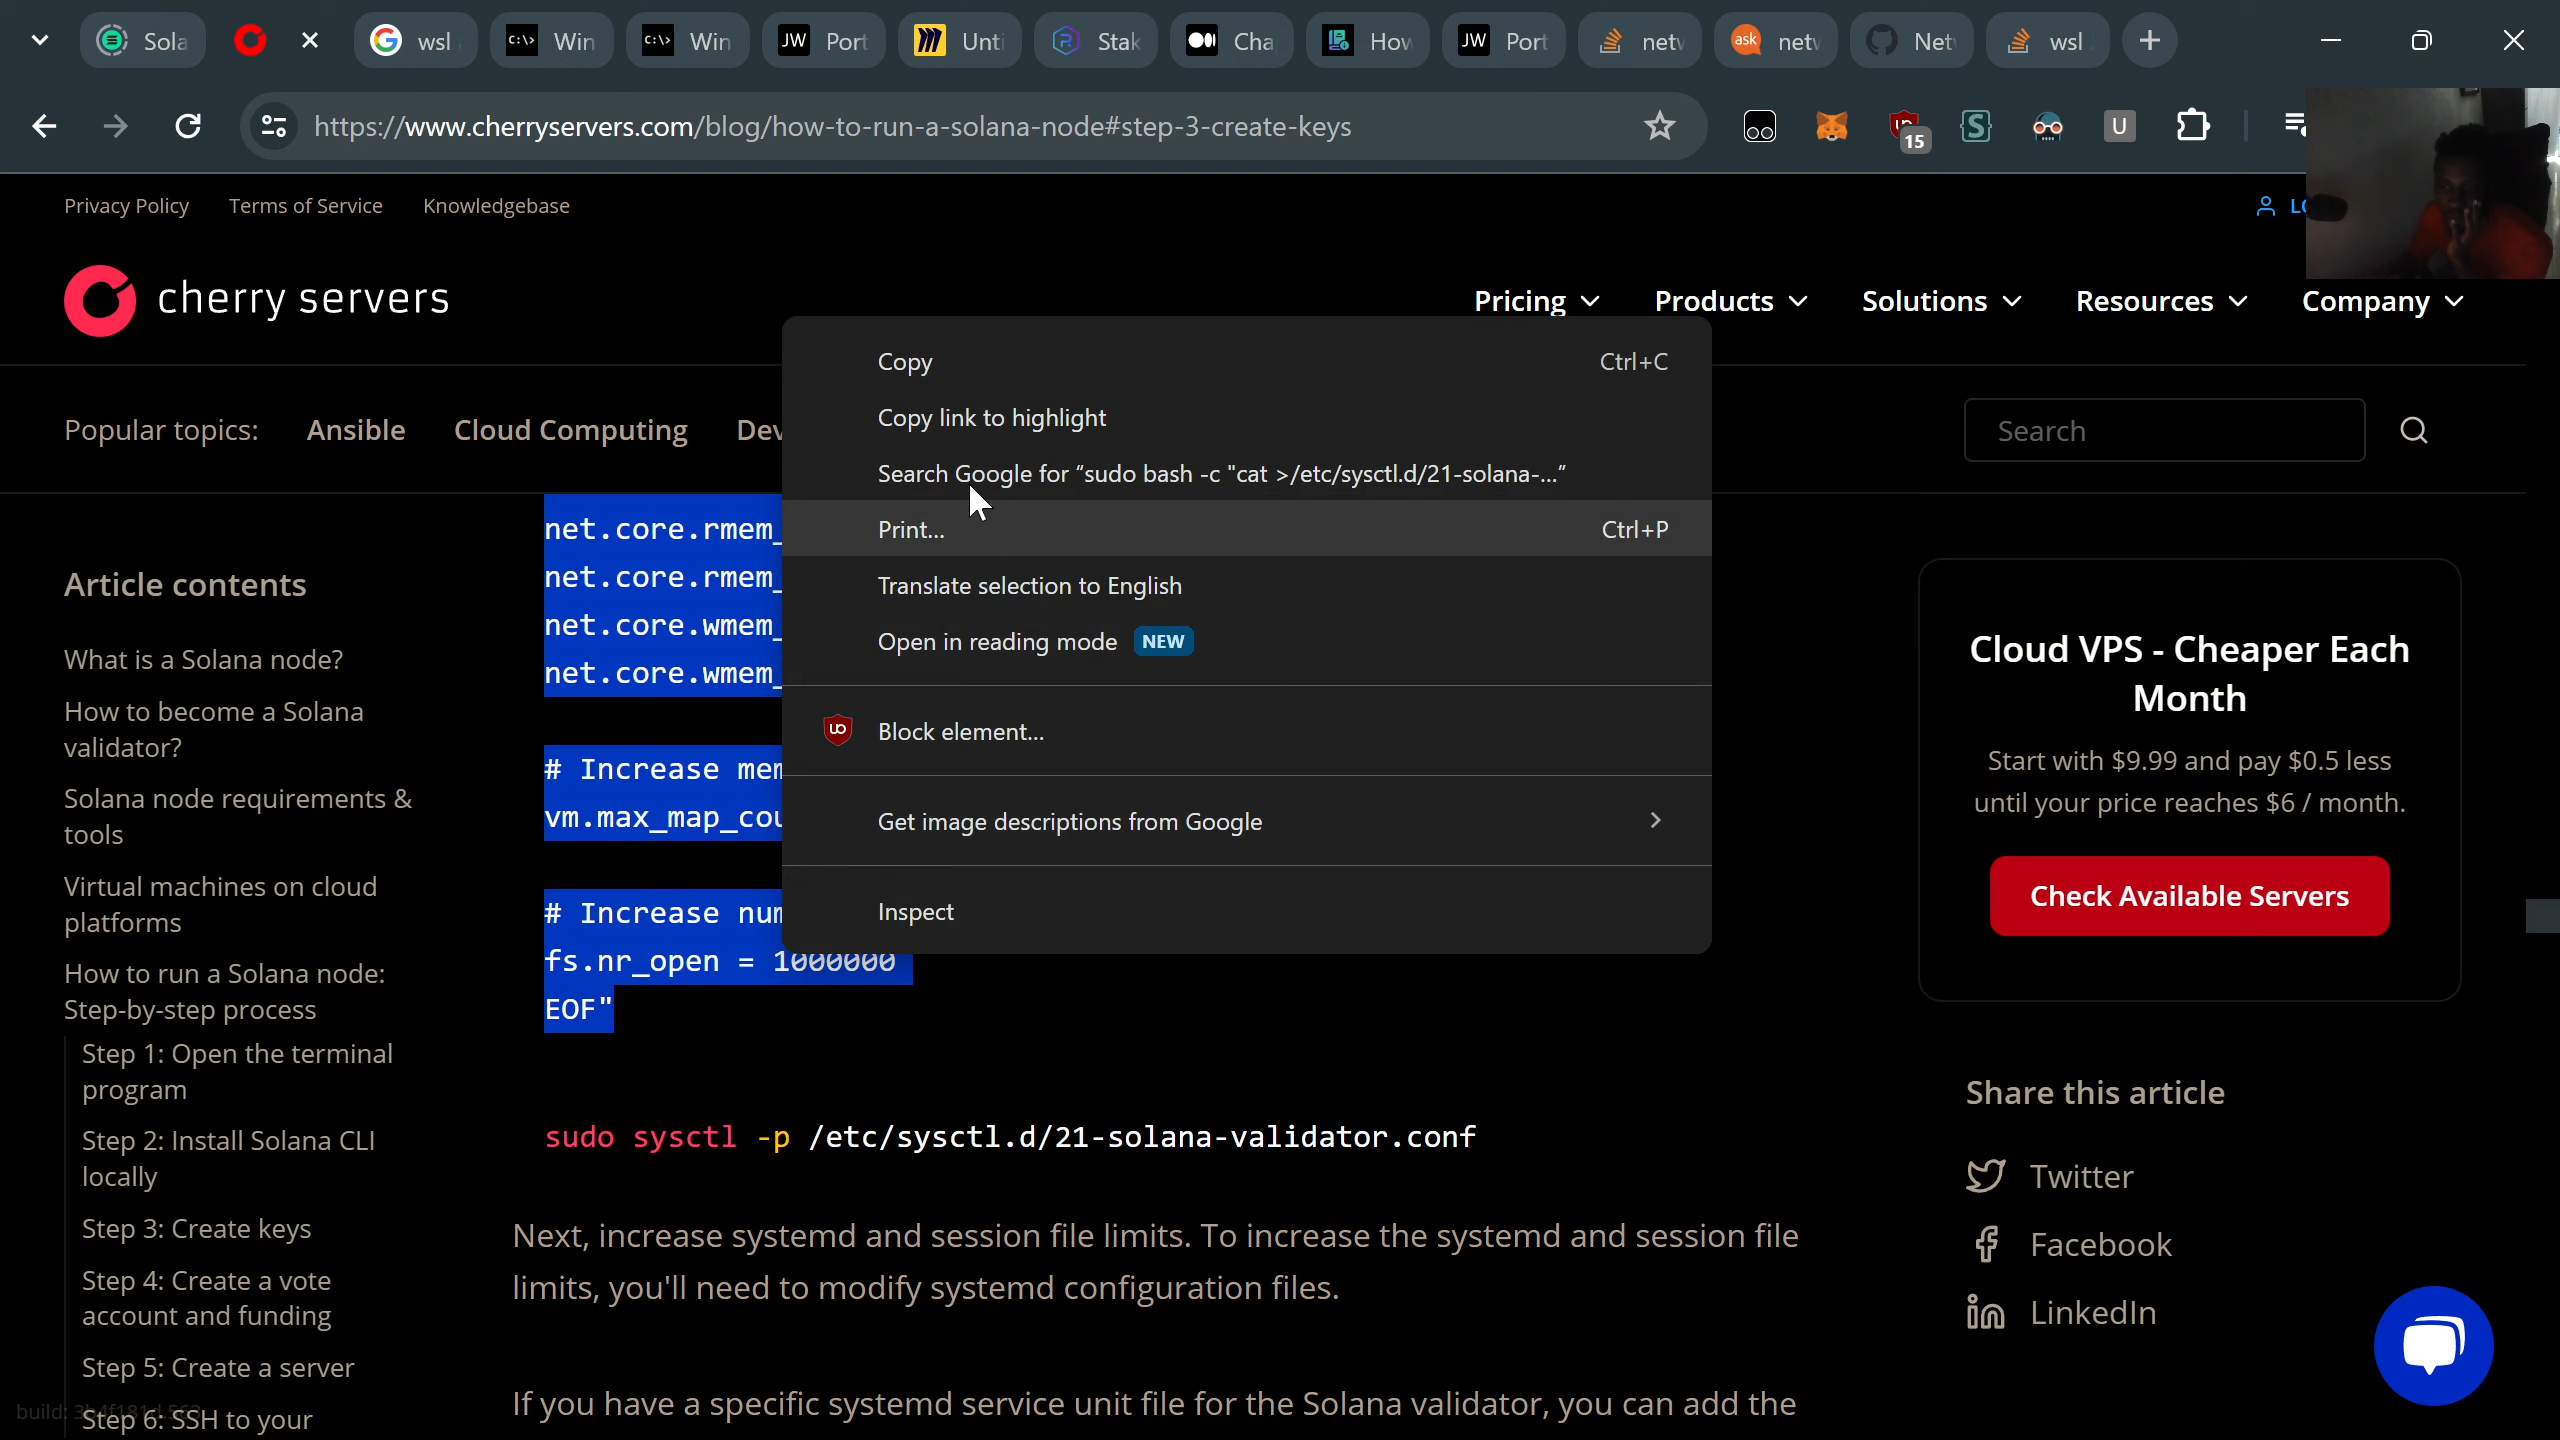 Sola
wsl
Win
Win
JW Port
Unti
Stak
Cha
How
JW Port
netw
ask netw
Net
wsl
https://www.cherryservers.com/blog/how-to-run-a-solana-node#step-3-create-keys
15
U
Privacy Policy Terms of Service Knowledgebase
cherry servers
Pricing Products Solutions Resources Company
Popular topics: Ansible Cloud Computing Dev
Search
Copy Ctrl+C
Copy link to highlight
Search Google for “sudo bash -c "cat >/etc/sysctl.d/21-solana-...”
Print... Ctrl+P
Translate selection to English
Open in reading mode NEW
Block element...
Get image descriptions from Google
Inspect
Article contents
What is a Solana node?
How to become a Solana
validator?
Solana node requirements &
tools
Virtual machines on cloud
platforms
How to run a Solana node:
Step-by-step process
Step 1: Open the terminal
program
Step 2: Install Solana CLI
locally
Step 3: Create keys
Step 4: Create a vote
account and funding
Step 5: Create a server
Step 6: SSH to your
net.core.rmem_
net.core.rmem_
net.core.wmem_
net.core.wmem_
# Increase mem
vm.max_map_cou
# Increase num
fs.nr_open = 1000000
EOF"
sudo sysctl -p /etc/sysctl.d/21-solana-validator.conf
Next, increase systemd and session file limits. To increase the systemd and session file
limits, you'll need to modify systemd configuration files.
If you have a specific systemd service unit file for the Solana validator, you can add the
Cloud VPS - Cheaper Each
Month
Start with $9.99 and pay $0.5 less
until your price reaches $6 / month.
Check Available Servers
Share this article
Twitter
Facebook
LinkedIn